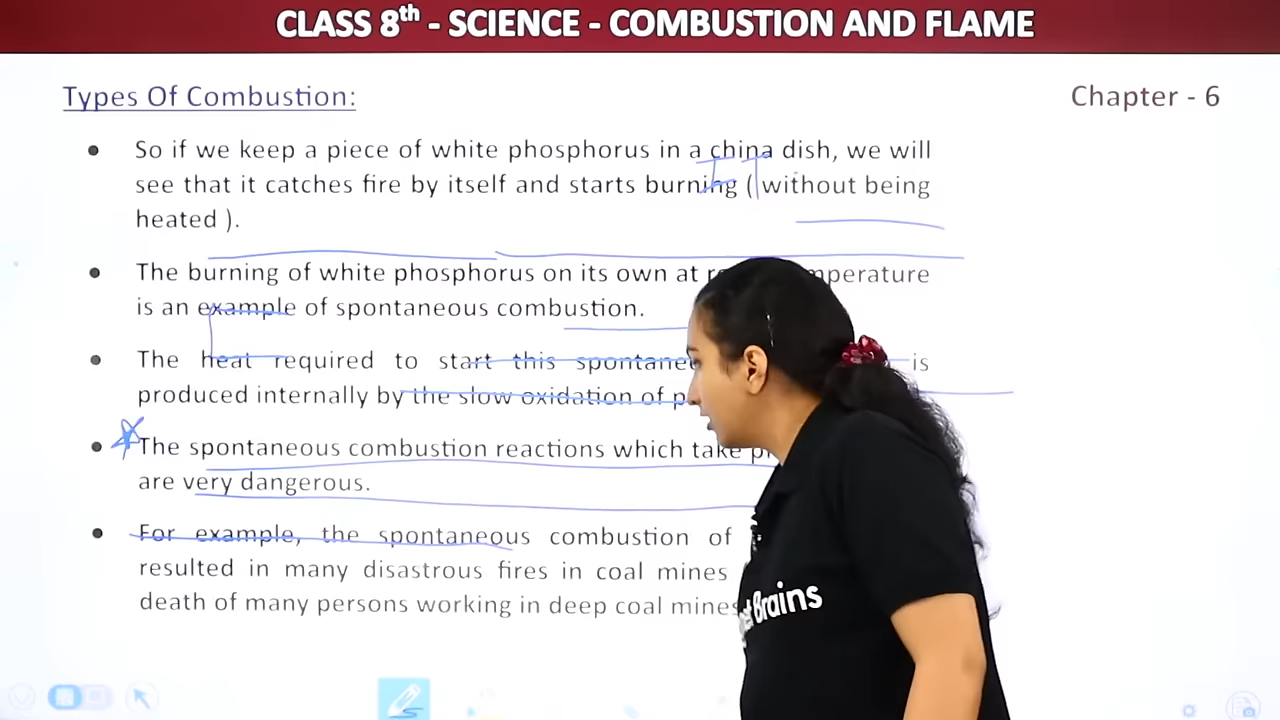 CLASS 8th - SCIENCE - COMBUSTION AND FLAME
Types Of Combustion:
Chapter - 6
So if we keep a piece of white phosphorus in a china dish, we will
see that it catches fire by itself and starts burning ( without being
heated ).
The burning of white phosphorus on its own at
is an example of spontaneous combustion.
The heat required to start this is
produced internally by the slow oxidation of
The spontaneous combustion reactions which take
are very dangerous.
For example, the spontaneous combustion of
resulted in many disastrous fires in coal mines
death of many persons working in deep coal mines
Brains